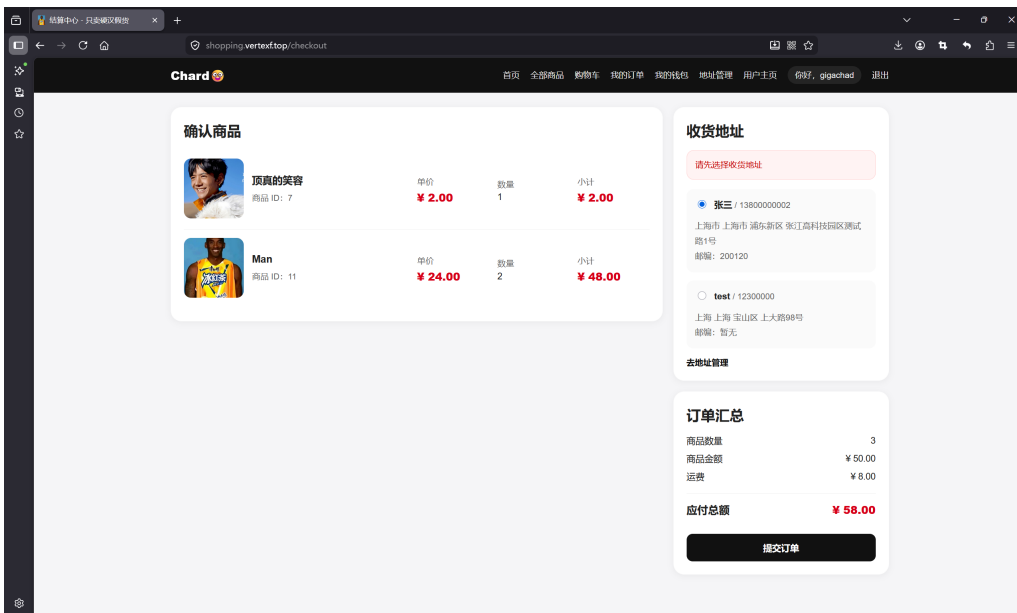 结算中心 - 只卖硬汉假货
shopping.vertexf.top/checkout
Chard
首页 全部商品 购物车 我的订单 我的钱包 地址管理 用户主页 你好，gigachad 退出
确认商品
顶真的笑容
商品 ID：7
单价
¥ 2.00
数量
1
小计
¥ 2.00
Man
商品 ID：11
单价
¥ 24.00
数量
2
小计
¥ 48.00
收货地址
请先选择收货地址
张三 / 13800000002
上海市 上海市 浦东新区 张江高科技园区测试
路1号
邮编：200120
test / 12300000
上海 上海 宝山区 上大路98号
邮编：暂无
去地址管理
订单汇总
商品数量 3
商品金额 ¥ 50.00
运费 ¥ 8.00
应付总额 ¥ 58.00
提交订单